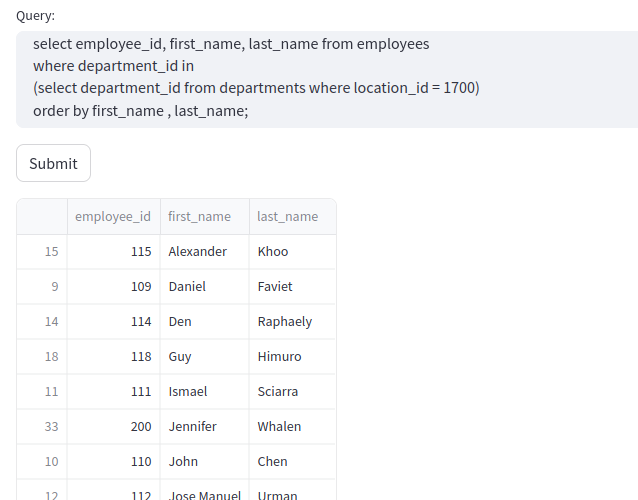 Query:
select employee_id, first_name, last_name from employees
where department_id in
(select department_id from departments where location_id = 1700)
order by first_name , last_name;
Submit
employee_id first_name last_name
15 115 Alexander Khoo
9 109 Daniel Faviet
14 114 Den Raphaely
18 118 Guy Himuro
11 111 Ismael Sciarra
33 200 Jennifer Whalen
10 110 John Chen
12 112 Jose Manuel Urman